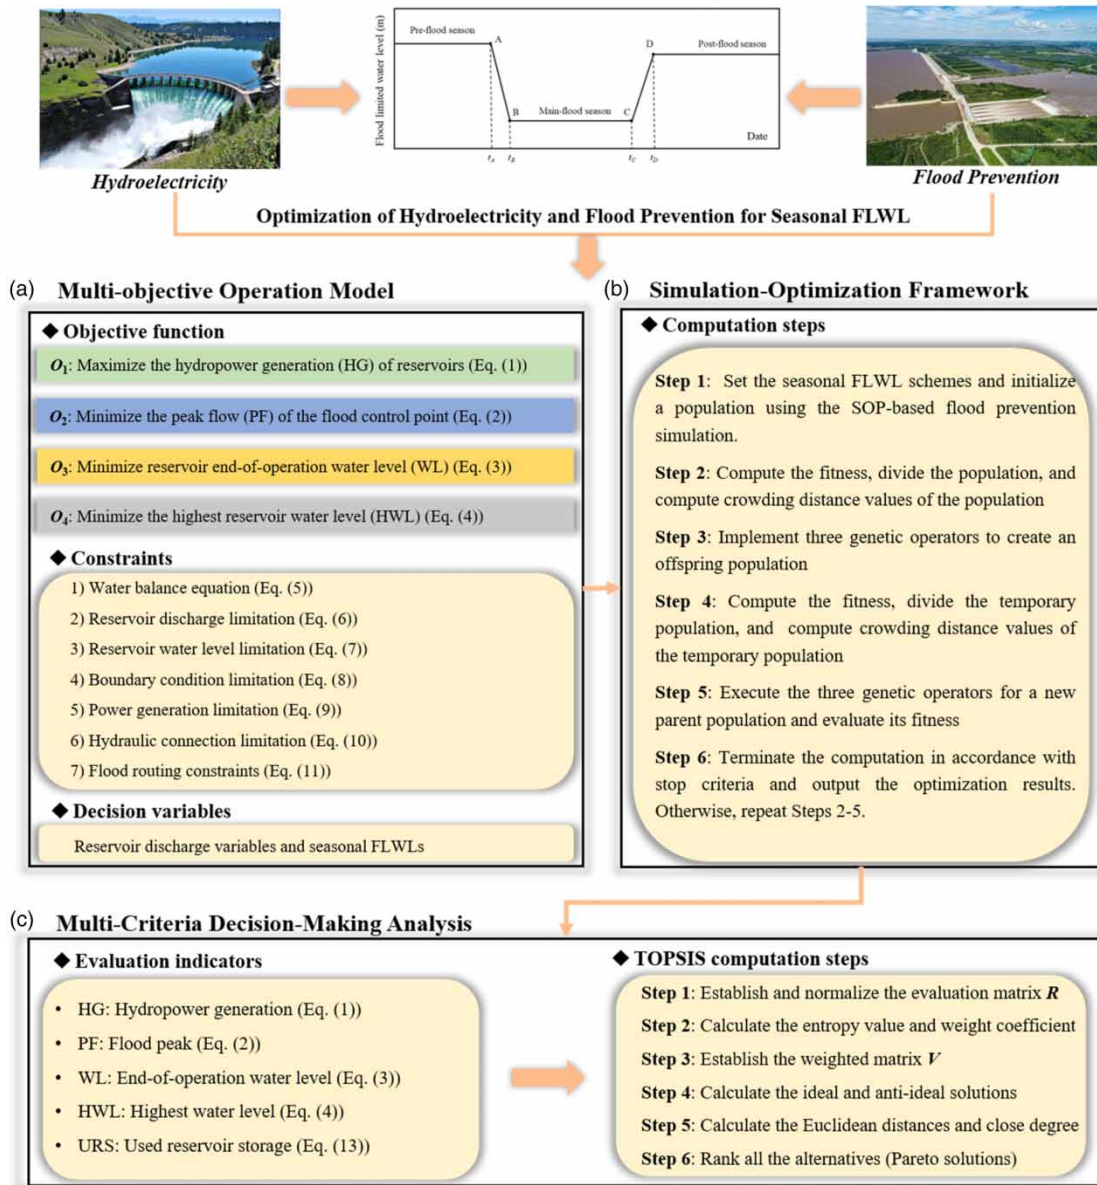 Flood limited water level (m)
Pre-flood season
A
D
Post-flood season
B
Main-flood season
C
Date
t_A
t_B
t_C
t_D
Hydroelectricity
Flood Prevention
Optimization of Hydroelectricity and Flood Prevention for Seasonal FLWL
(a) Multi-objective Operation Model
◆ Objective function
O₁: Maximize the hydropower generation (HG) of reservoirs (Eq. (1))
O₂: Minimize the peak flow (PF) of the flood control point (Eq. (2))
O₃: Minimize reservoir end-of-operation water level (WL) (Eq. (3))
O₄: Minimize the highest reservoir water level (HWL) (Eq. (4))
◆ Constraints
1) Water balance equation (Eq. (5))
2) Reservoir discharge limitation (Eq. (6))
3) Reservoir water level limitation (Eq. (7))
4) Boundary condition limitation (Eq. (8))
5) Power generation limitation (Eq. (9))
6) Hydraulic connection limitation (Eq. (10))
7) Flood routing constraints (Eq. (11))
◆ Decision variables
Reservoir discharge variables and seasonal FLWLs
(b) Simulation-Optimization Framework
◆ Computation steps
Step 1: Set the seasonal FLWL schemes and initialize
a population using the SOP-based flood prevention
simulation.
Step 2: Compute the fitness, divide the population, and
compute crowding distance values of the population
Step 3: Implement three genetic operators to create an
offspring population
Step 4: Compute the fitness, divide the temporary
population, and compute crowding distance values of
the temporary population
Step 5: Execute the three genetic operators for a new
parent population and evaluate its fitness
Step 6: Terminate the computation in accordance with
stop criteria and output the optimization results.
Otherwise, repeat Steps 2-5.
(c) Multi-Criteria Decision-Making Analysis
◆ Evaluation indicators
• HG: Hydropower generation (Eq. (1))
• PF: Flood peak (Eq. (2))
• WL: End-of-operation water level (Eq. (3))
• HWL: Highest water level (Eq. (4))
• URS: Used reservoir storage (Eq. (13))
◆ TOPSIS computation steps
Step 1: Establish and normalize the evaluation matrix R
Step 2: Calculate the entropy value and weight coefficient
Step 3: Establish the weighted matrix V
Step 4: Calculate the ideal and anti-ideal solutions
Step 5: Calculate the Euclidean distances and close degree
Step 6: Rank all the alternatives (Pareto solutions)